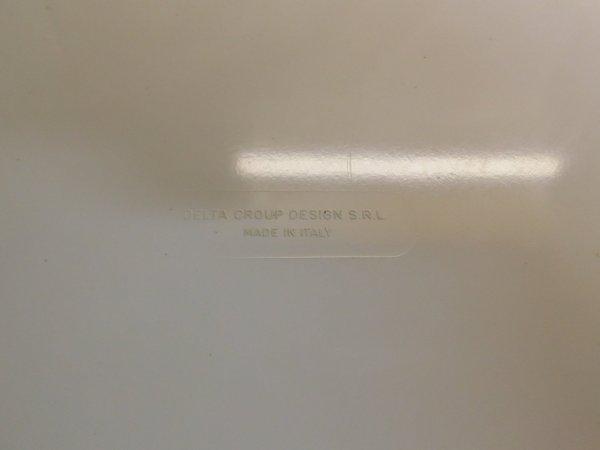 DELTA GROUP DESIGN S.R.L.
MADE IN ITALY